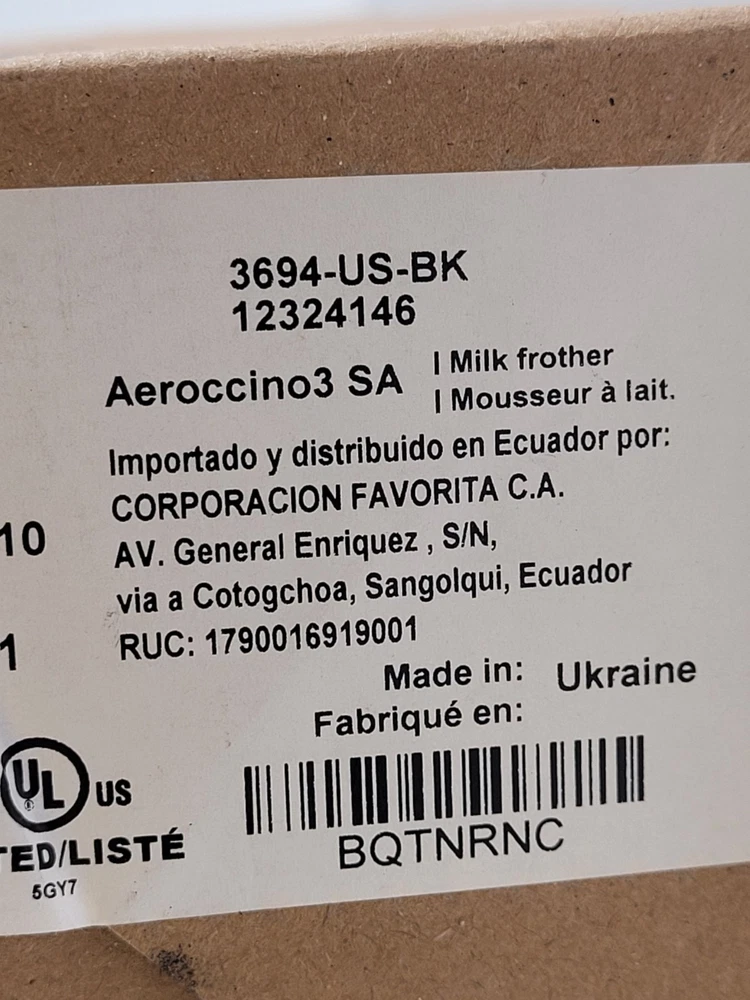 3694-US-BK
12324146
Aeroccino3 SA
| Milk frother
| Mousseur à lait.
Importado y distribuido en Ecuador por:
CORPORACION FAVORITA C.A.
AV. General Enriquez , S/N,
via a Cotogchoa, Sangolqui, Ecuador
RUC: 1790016919001
10
1
Made in: Ukraine
Fabriqué en:
UL US
TED/LISTÉ
5GY7
BQTNRNC